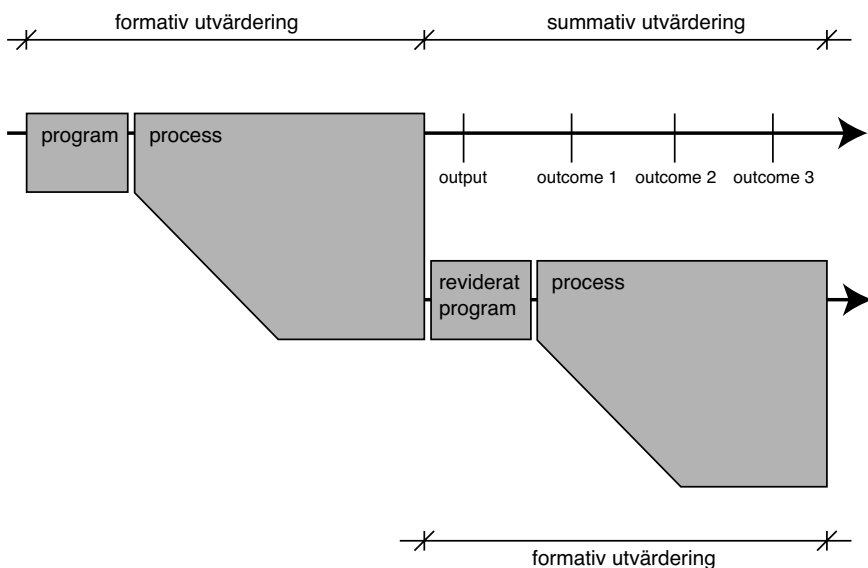 formativ utvärdering
summativ utvärdering
program
process
output
outcome 1
outcome 2
outcome 3
reviderat
program
process
formativ utvärdering